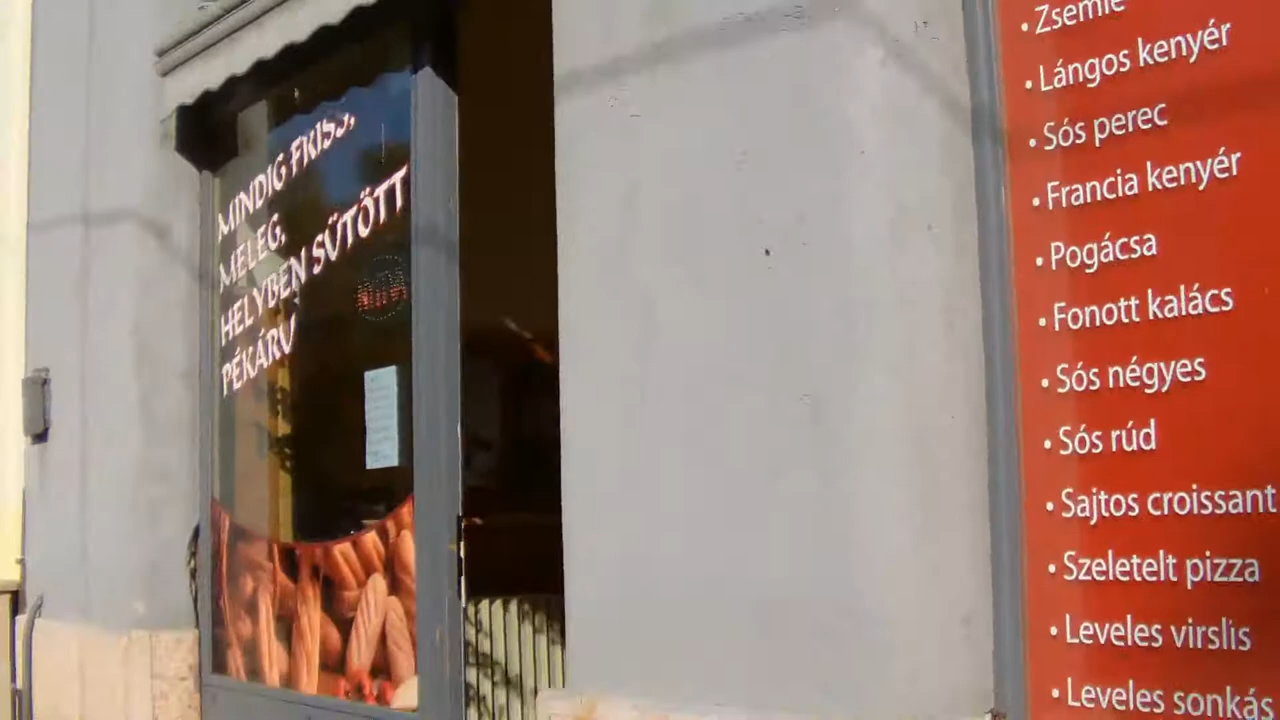 MINDIG FRISS,
MELEG,
HELYBEN SÜTÖTT
PÉKÁRU
• Zsemle
• Lángos kenyér
• Sós perec
• Francia kenyér
• Pogácsa
• Fonott kalács
• Sós négyes
• Sós rúd
• Sajtos croissant
• Szeletelt pizza
• Leveles virslis
• Leveles sonkás